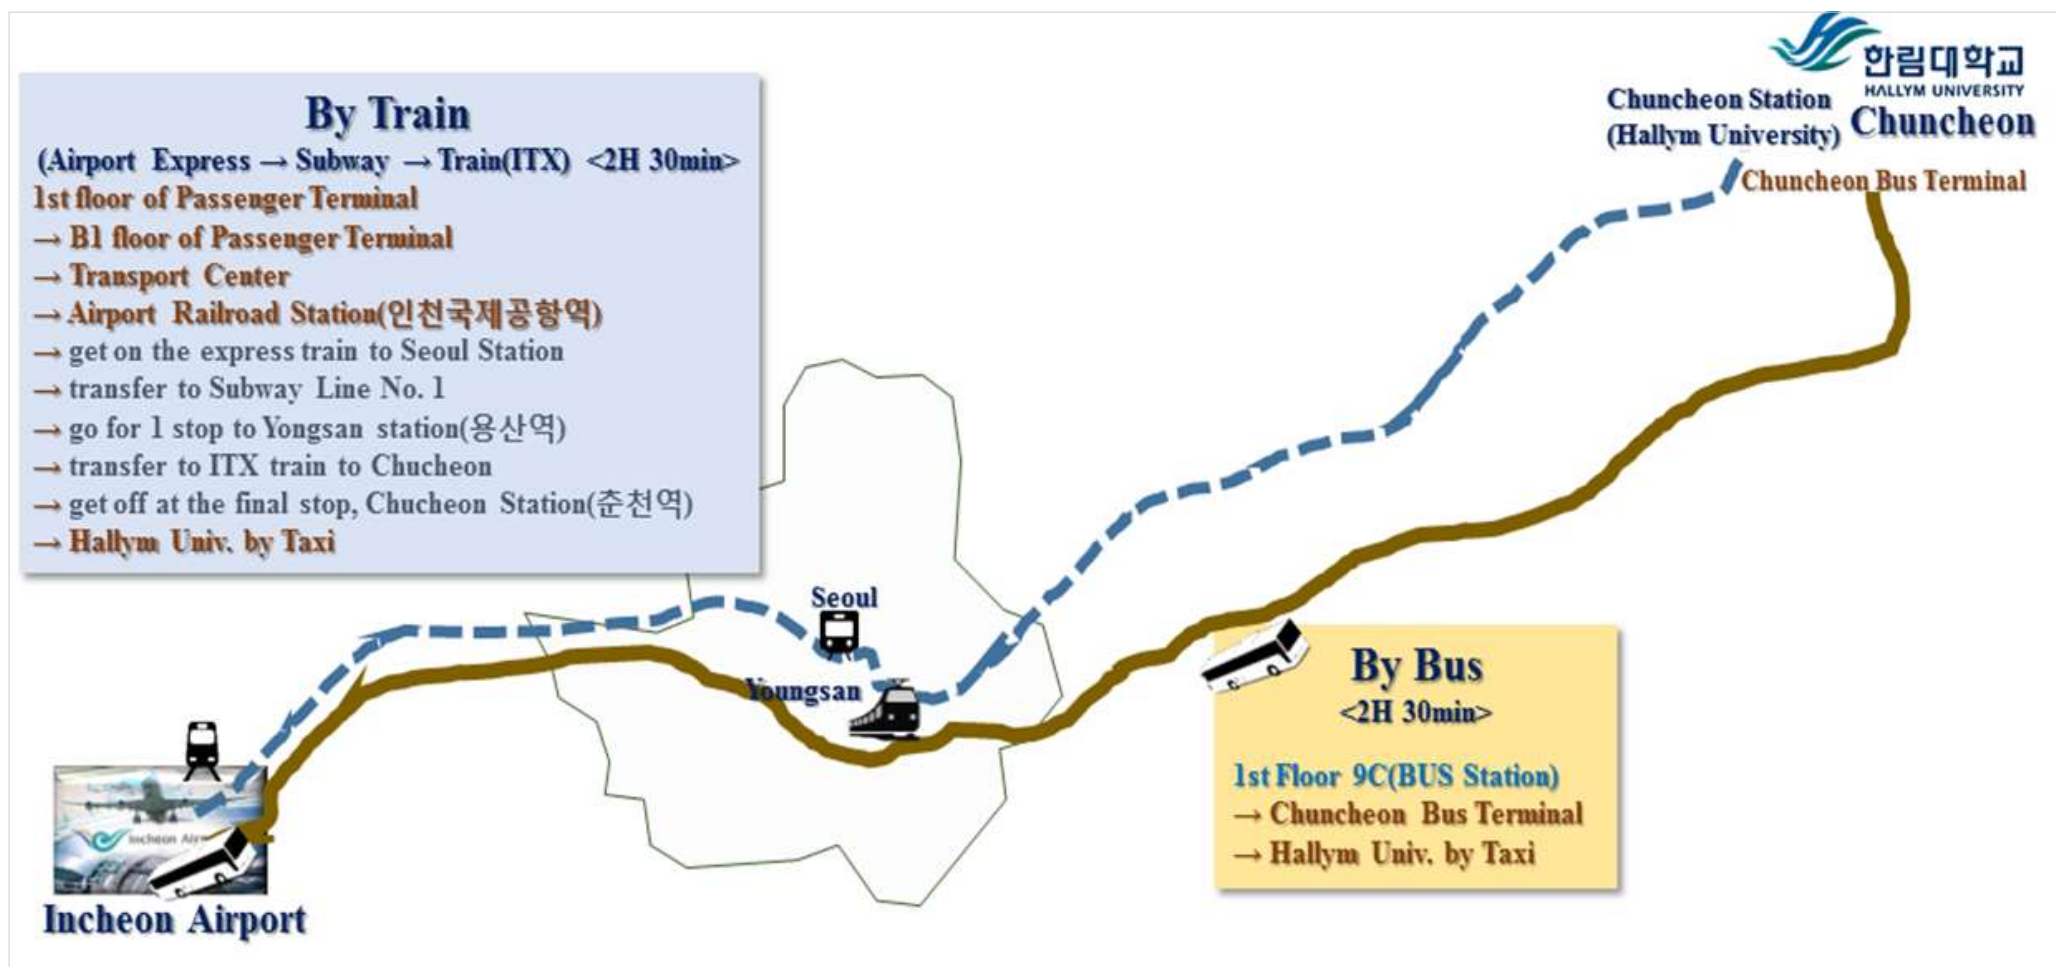 By Train
(Airport Express → Subway → Train(ITX) <2H 30min>
1st floor of Passenger Terminal
→ B1 floor of Passenger Terminal
→ Transport Center
→ Airport Railroad Station(인천국제공항역)
→ get on the express train to Seoul Station
→ transfer to Subway Line No. 1
→ go for 1 stop to Yongsan station(용산역)
→ transfer to ITX train to Chucheon
→ get off at the final stop, Chucheon Station(춘천역)
→ Hallym Univ. by Taxi
한림대학교
HALLYM UNIVERSITY
Chuncheon Station
(Hallym University)
Chuncheon
Chuncheon Bus Terminal
Seoul
Youngsan
By Bus
<2H 30min>
1st Floor 9C(BUS Station)
→ Chuncheon Bus Terminal
→ Hallym Univ. by Taxi
Incheon
Incheon Airport